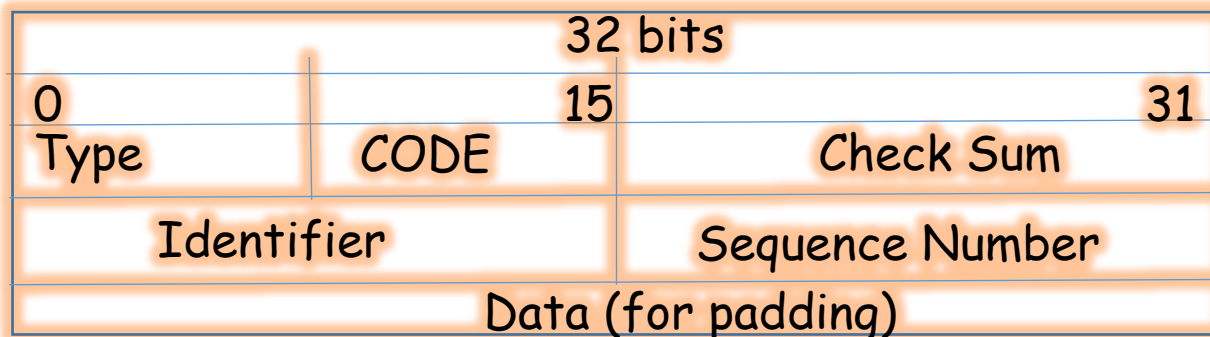 32 bits
0 15 31
Type CODE Check Sum
Identifier Sequence Number
Data (for padding)